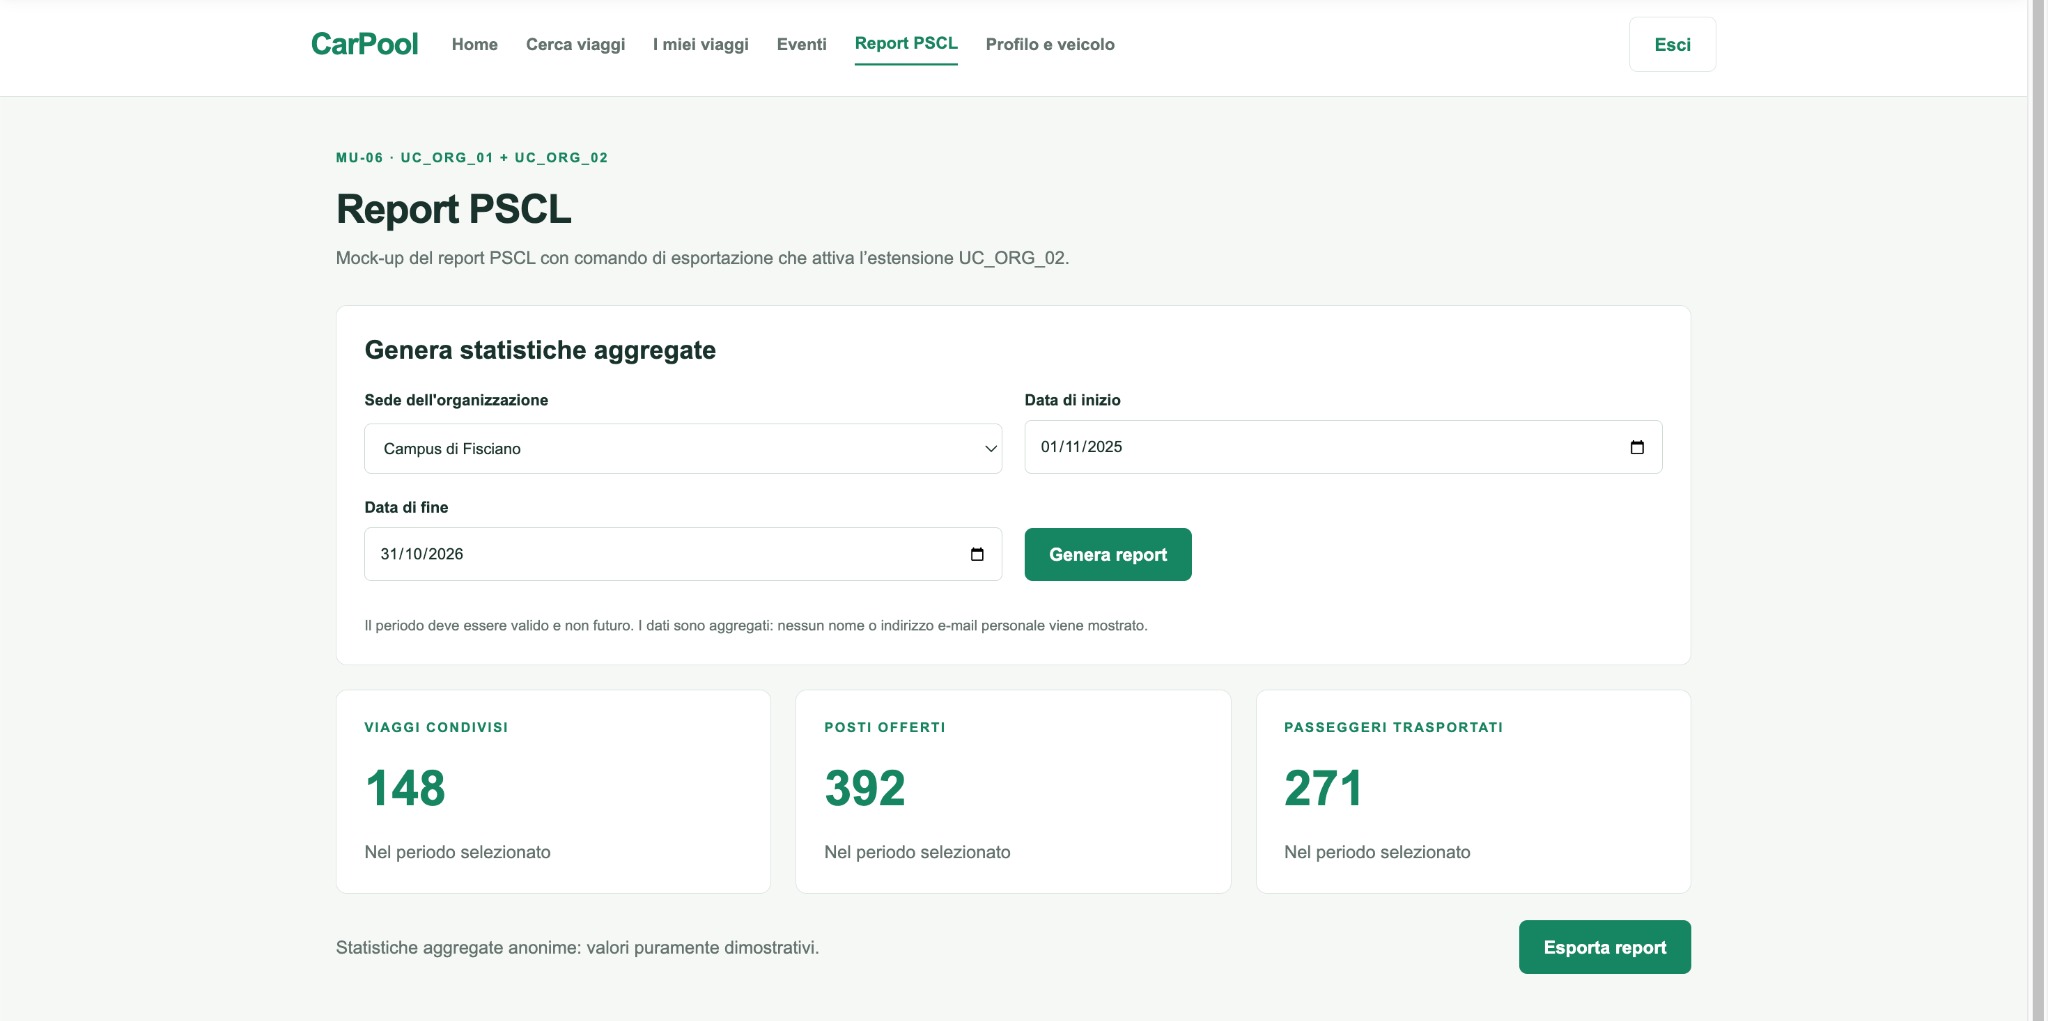 CarPool
Home
Cerca viaggi
I miei viaggi
Eventi
Report PSCL
Profilo e veicolo
Esci
MU-06 · UC_ORG_01 + UC_ORG_02
Report PSCL
Mock-up del report PSCL con comando di esportazione che attiva l’estensione UC_ORG_02.
Genera statistiche aggregate
Sede dell'organizzazione
Campus di Fisciano
Data di inizio
01/11/2025
Data di fine
31/10/2026
Genera report
Il periodo deve essere valido e non futuro. I dati sono aggregati: nessun nome o indirizzo e-mail personale viene mostrato.
VIAGGI CONDIVISI
148
Nel periodo selezionato
POSTI OFFERTI
392
Nel periodo selezionato
PASSEGGERI TRASPORTATI
271
Nel periodo selezionato
Statistiche aggregate anonime: valori puramente dimostrativi.
Esporta report